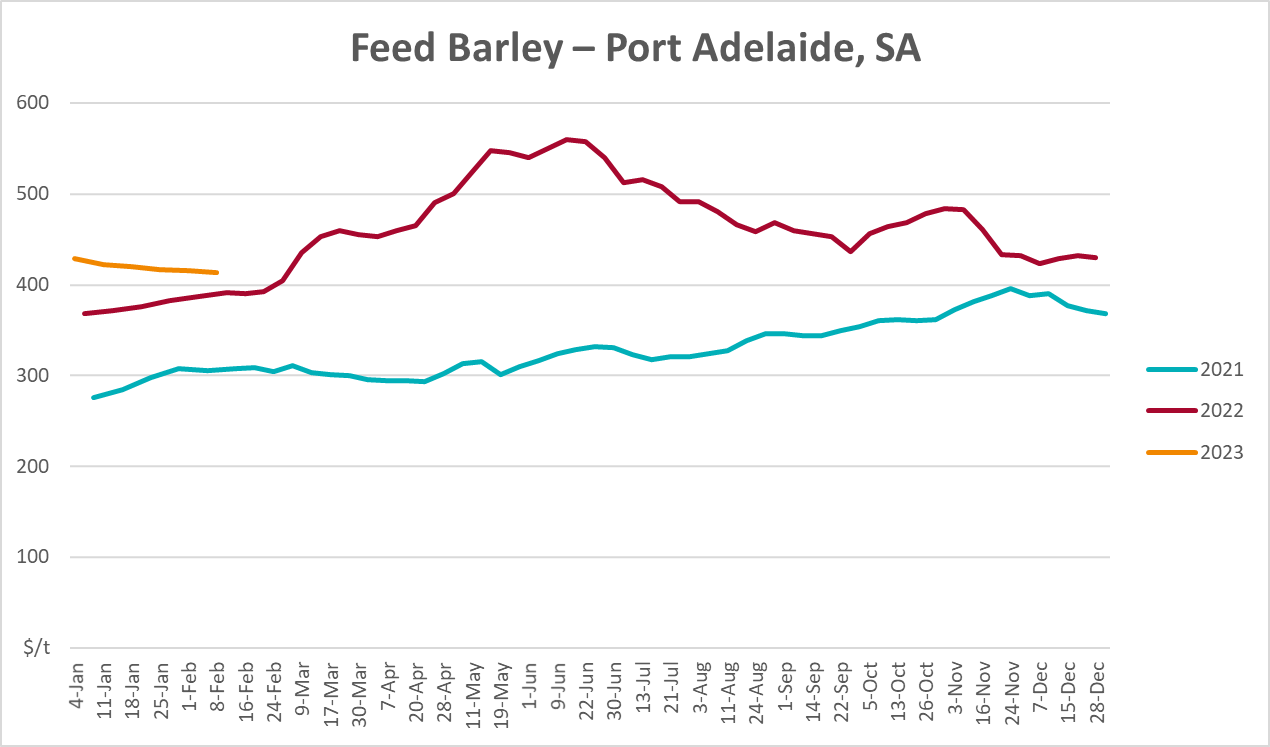 Feed Barley – Port Adelaide, SA
600
500
400
300
200
100
$/t
4-Jan
11-Jan
18-Jan
25-Jan
1-Feb
8-Feb
16-Feb
24-Feb
9-Mar
17-Mar
30-Mar
7-Apr
20-Apr
28-Apr
11-May
19-May
1-Jun
9-Jun
22-Jun
30-Jun
13-Jul
21-Jul
3-Aug
11-Aug
24-Aug
1-Sep
14-Sep
22-Sep
5-Oct
13-Oct
26-Oct
3-Nov
16-Nov
24-Nov
7-Dec
15-Dec
28-Dec
2021
2022
2023